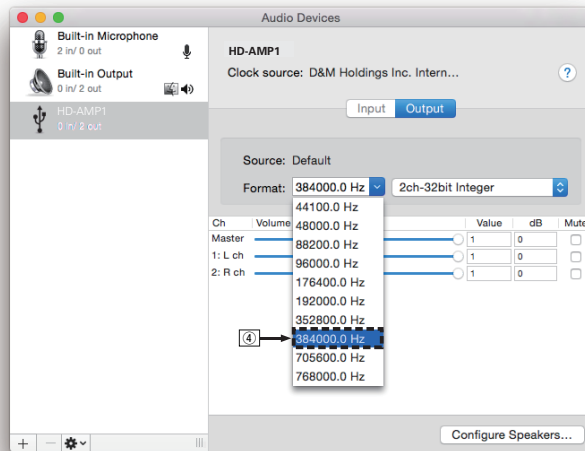 Audio Devices
Built-in Microphone
2 in/ 0 out
Built-in Output
0 in/ 2 out
HD-AMP1
0 in/ 2 out
HD-AMP1
Clock source: D&M Holdings Inc. Intern...
?
Input Output
Source: Default
Format: 384000.0 Hz 2ch-32bit Integer
44100.0 Hz
48000.0 Hz
88200.0 Hz
96000.0 Hz
176400.0 Hz
192000.0 Hz
352800.0 Hz
④ 384000.0 Hz
705600.0 Hz
768000.0 Hz
Ch Volume Value dB Mute
Master 1 0
1: L ch 1 0
2: R ch 1 0
Configure Speakers...